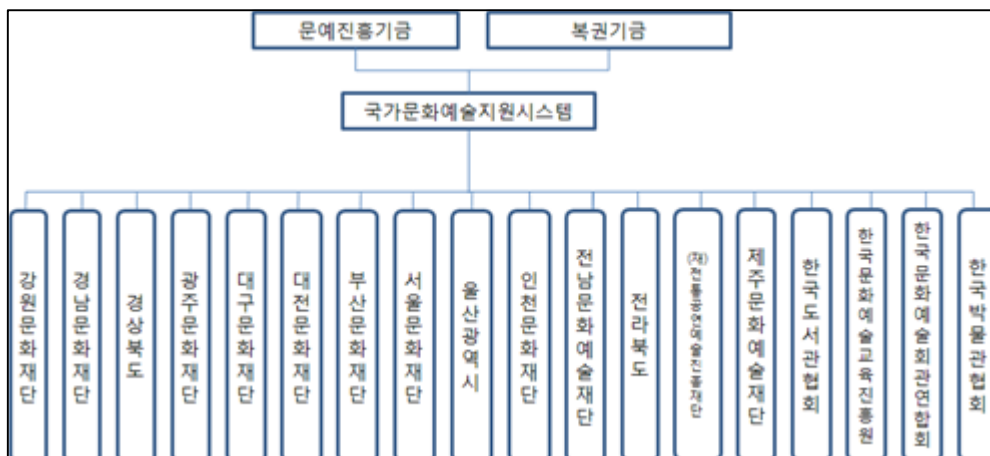 문예진흥기금
복권기금
국가문화예술지원시스템
강원문화재단
경남문화재단
경상북도
광주문화재단
대구문화재단
대전문화재단
부산문화재단
서울문화재단
울산광역시
인천문화재단
전남문화예술재단
전라북도
(재)전통공연예술진흥재단
제주문화예술재단
한국도서관협회
한국문화예술교육진흥원
한국문화예술회관연합회
한국박물관협회